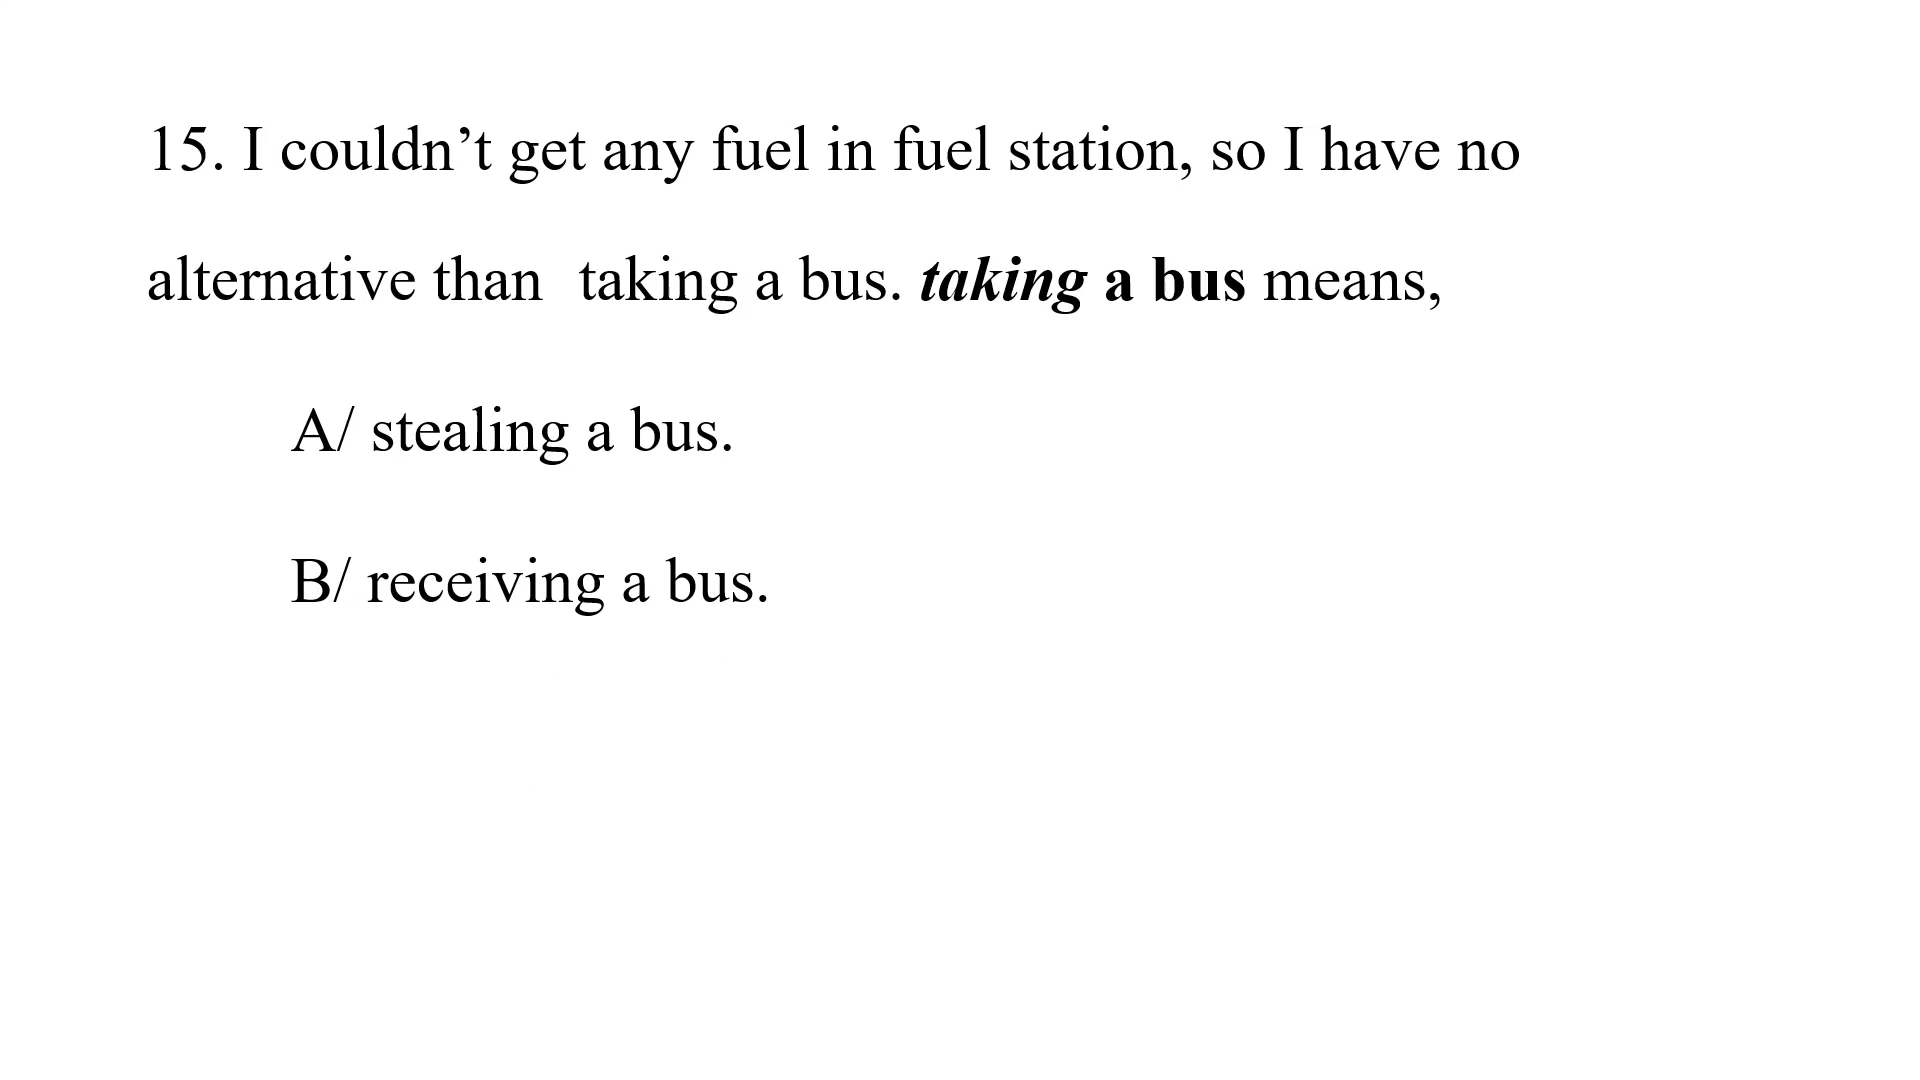 15. I couldn’t get any fuel in fuel station, so I have no
alternative than  taking a bus. taking a bus means,
A/ stealing a bus.
B/ receiving a bus.